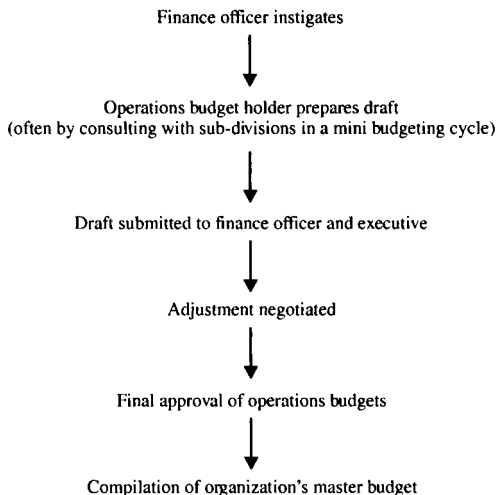 Finance officer instigates
Operations budget holder prepares draft
(often by consulting with sub-divisions in a mini budgeting cycle)
Draft submitted to finance officer and executive
Adjustment negotiated
Final approval of operations budgets
Compilation of organization's master budget